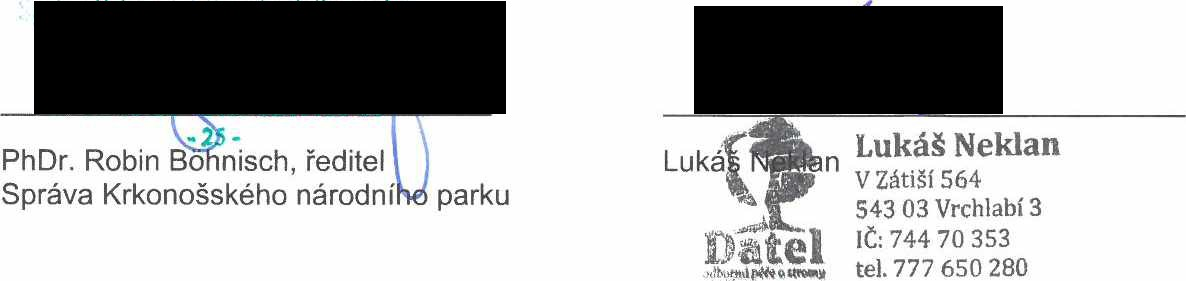 - 25 -
PhDr. Robin Böhnisch, ředitel
Správa Krkonošského národního parku
Lukáš Neklan
Lukáš Neklan
V Zátiší 564
543 03 Vrchlabí 3
IČ: 744 70 353
tel. 777 650 280
Datel
odborná péče o stromy